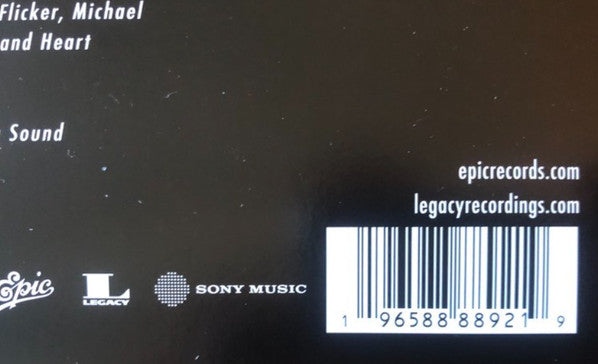 Flicker, Michael
and Heart
Sound
epicrecords.com
legacyrecordings.com
Epic
L
LEGACY
SONY MUSIC
1 96588 88921 9